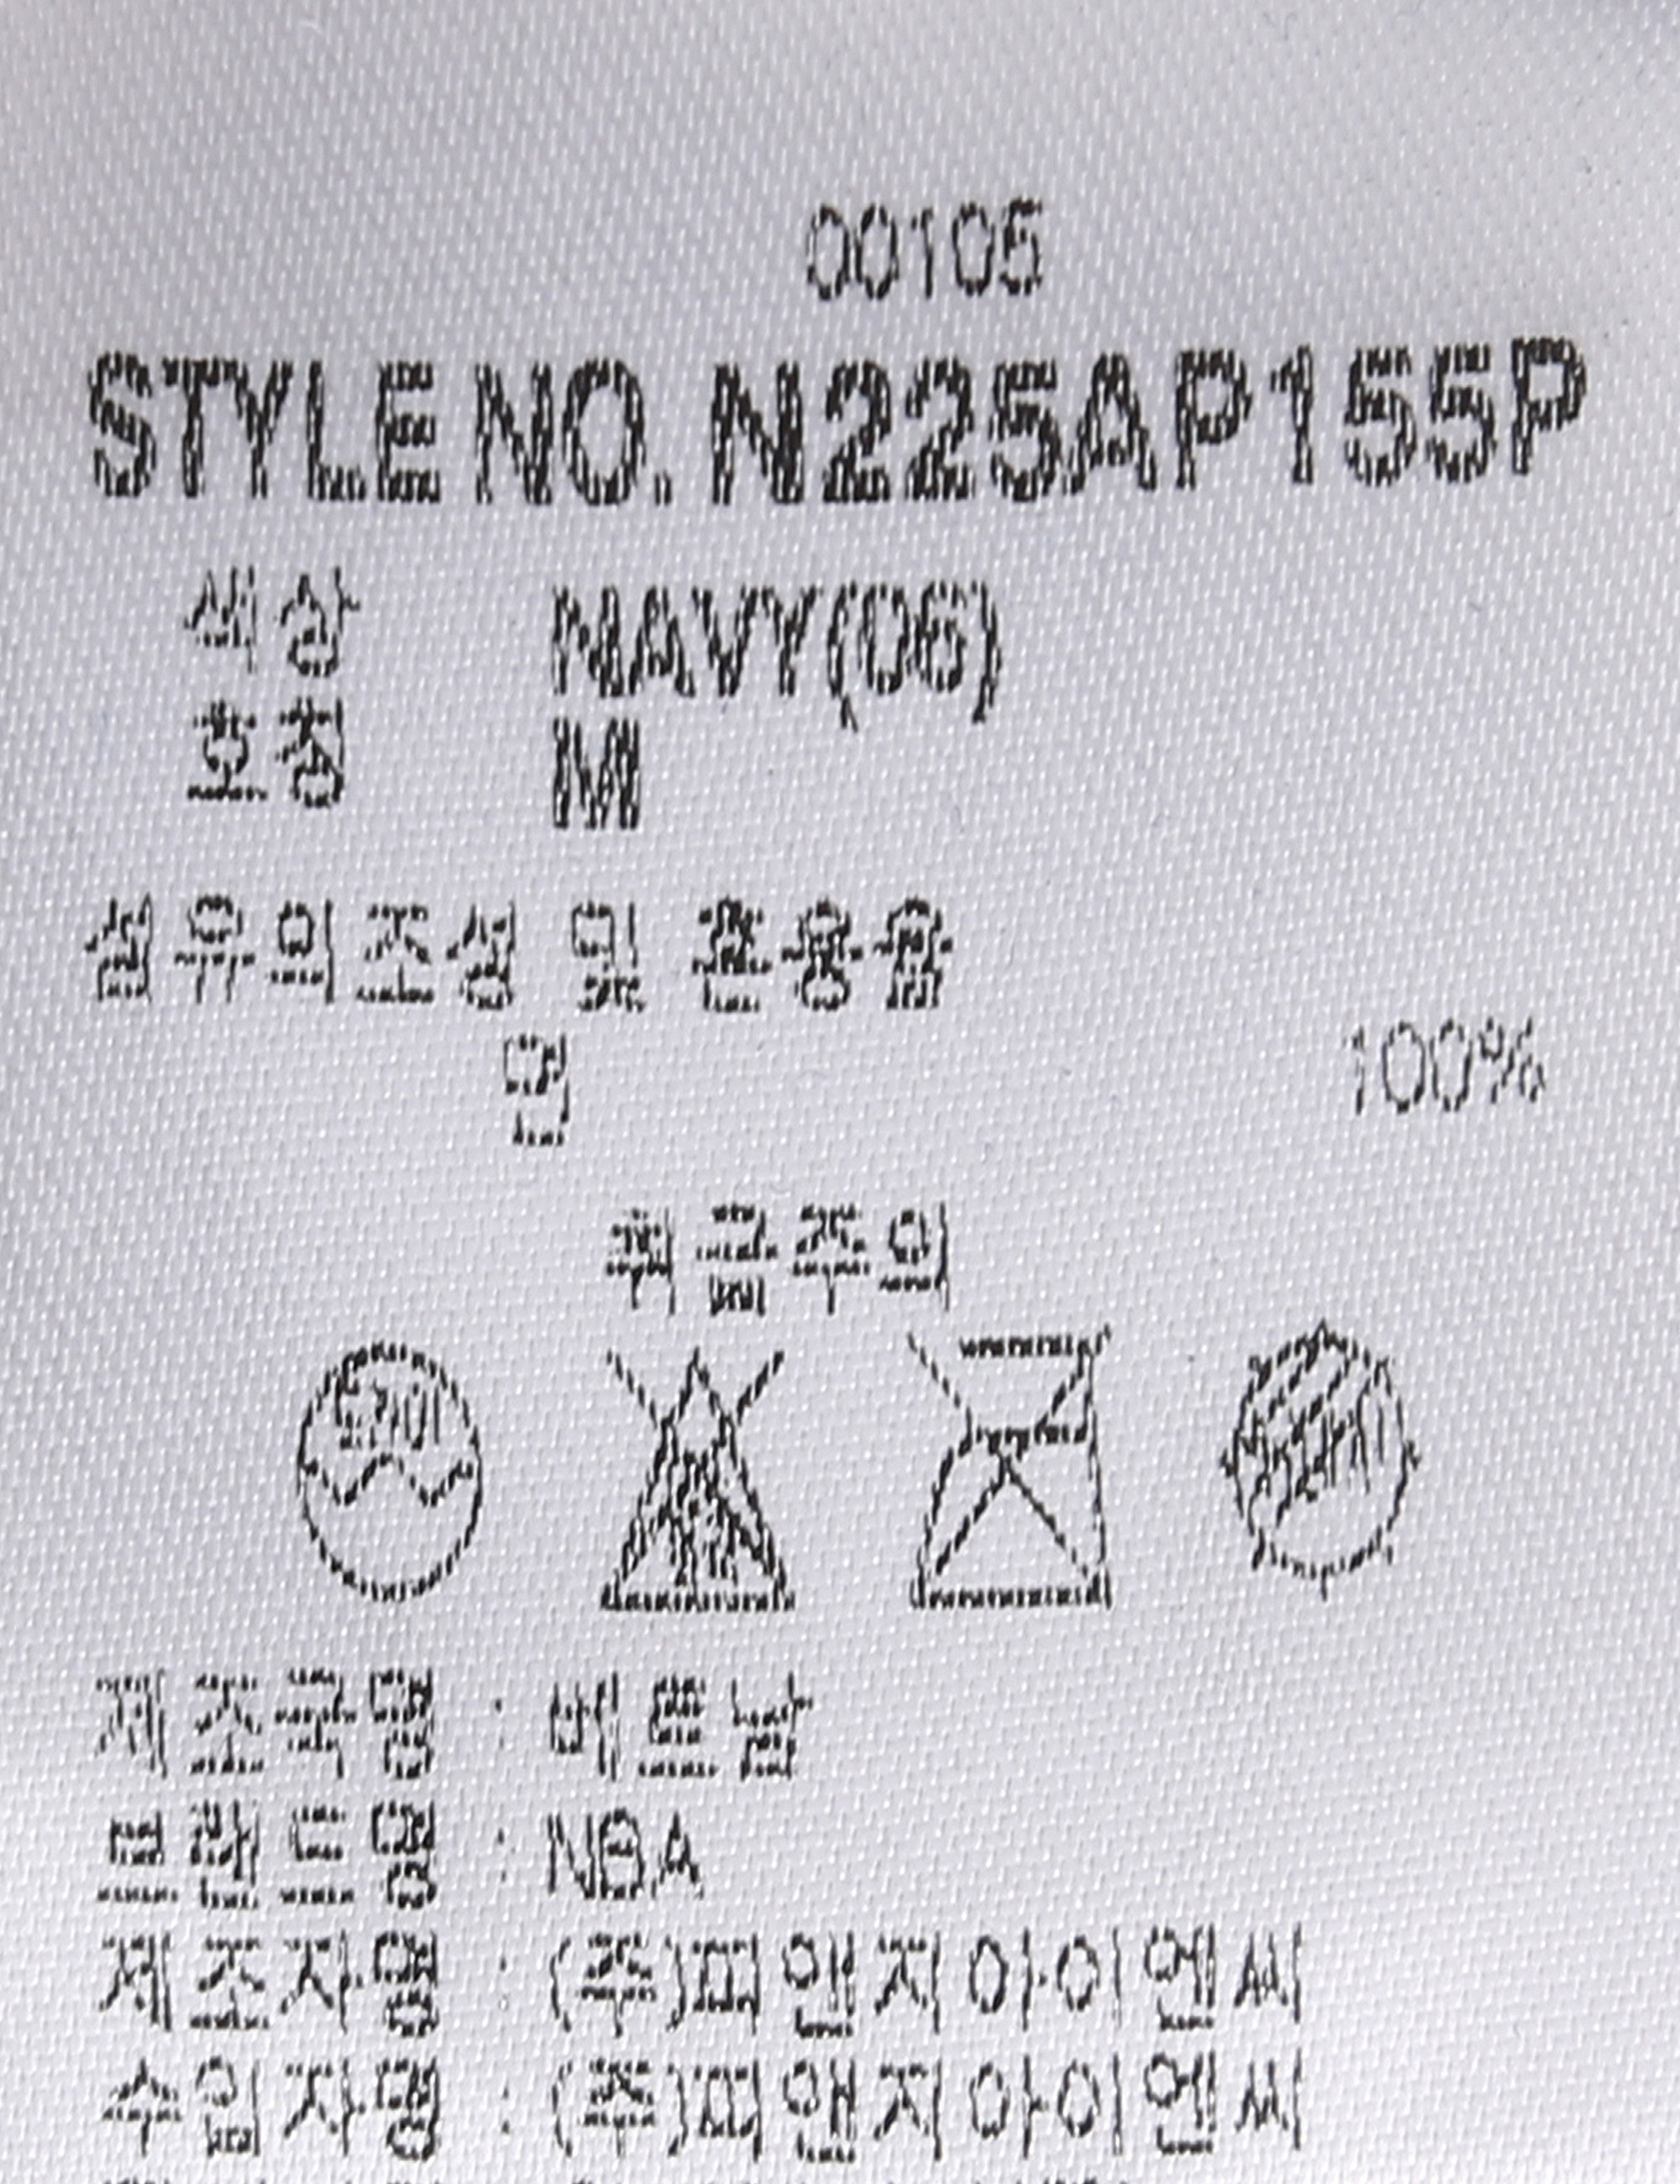 00105
STYLE NO. N225AP155P
색상 NAVY(06)
호칭 M
섬유의조성 및 혼용율
면 100%
취급주의
드라이
제조국명 : 베트남
브랜드명 : NBA
제조자명 : (주)피앤지아이엔씨
수입자명 : (주)피앤지아이엔씨